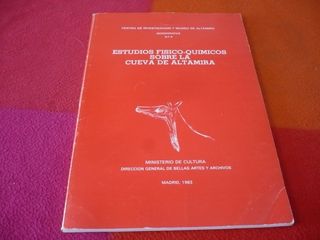 CENTRO DE INVESTIGACION Y MUSEO DE ALTAMIRA
MONOGRAFIAS
N.º 9
ESTUDIOS FISICO-QUIMICOS
SOBRE LA
CUEVA DE ALTAMIRA
MINISTERIO DE CULTURA
DIRECCION GENERAL DE BELLAS ARTES Y ARCHIVOS
MADRID, 1983